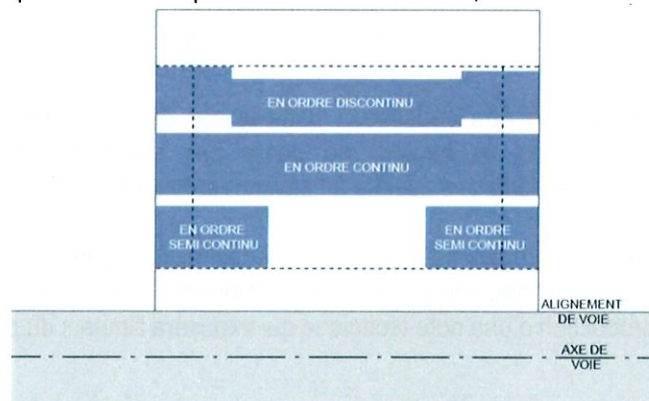 EN ORDRE DISCONTINU
EN ORDRE CONTINU
EN ORDRE
SEMI CONTINU
EN ORDRE
SEMI CONTINU
ALIGNEMENT
DE VOIE
AXE DE
VOIE